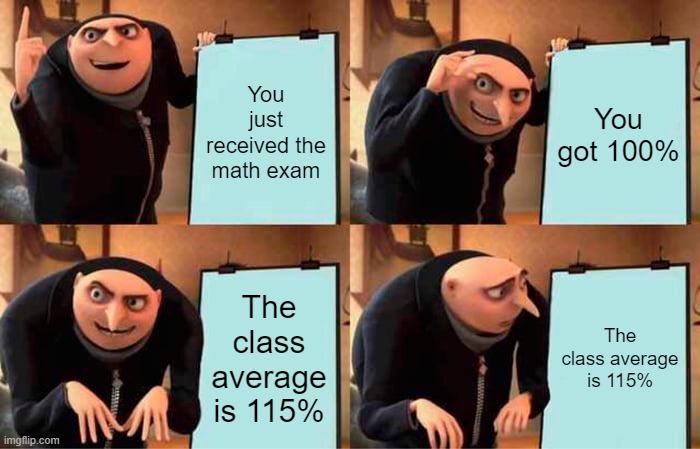 You
just
received the
math exam
You
got 100%
The
class
average
is 115%
The
class average
is 115%
imgflip.com